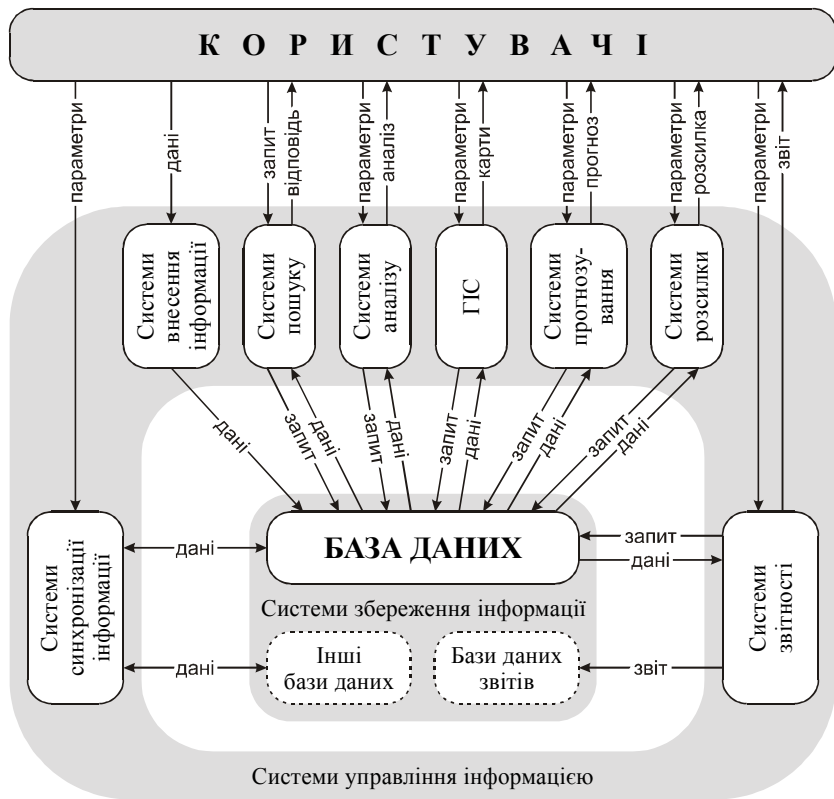 К О Р И С Т У В А Ч І
параметри
дані
запит
відповідь
параметри
аналіз
параметри
карти
параметри
прогноз
параметри
розсилка
параметри
звіт
Системи
внесення
інформації
Системи
пошуку
Системи
аналізу
ГІС
Системи
прогнозу-
вання
Системи
розсилки
дані
запит
дані
запит
дані
запит
дані
запит
дані
запит
дані
Системи
синхронізації
інформації
дані
БАЗА ДАНИХ
запит
дані
Системи
звітності
Системи збереження інформації
дані
Інші
бази даних
Бази даних
звітів
звіт
Системи управління інформацією